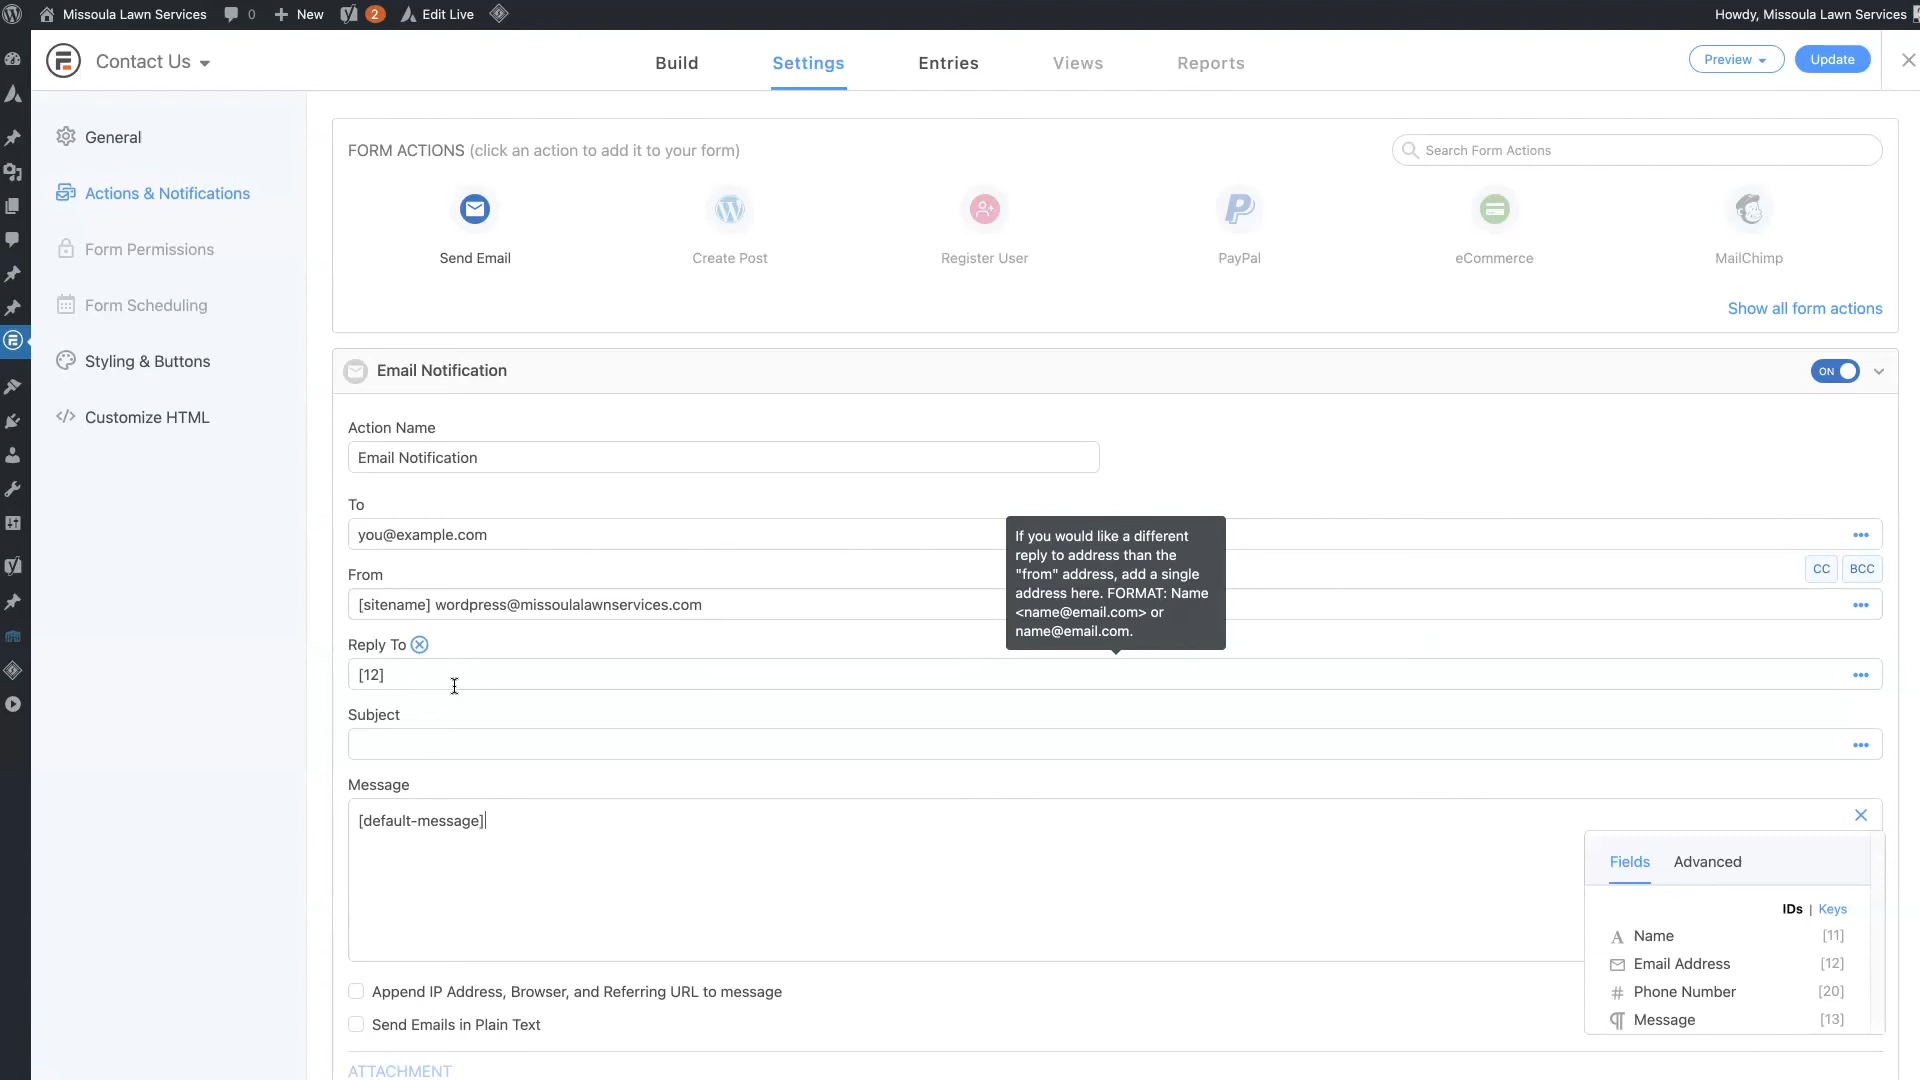 Missoula Lawn Services 0 New 2 Edit Live Howdy, Missoula Lawn Services
Contact Us Build Settings Entries Views Reports Preview Update
General
Actions & Notifications
Form Permissions
Form Scheduling
Styling & Buttons
Customize HTML
FORM ACTIONS (click an action to add it to your form) Search Form Actions
Send Email Create Post Register User PayPal eCommerce MailChimp
Show all form actions
Email Notification ON
Action Name
Email Notification
To
you@example.com
CC BCC
From
[sitename] wordpress@missoulalawnservices.com
If you would like a different
reply to address than the
"from" address, add a single
address here. FORMAT: Name
<name@email.com> or
name@email.com.
Reply To
[12]
Subject
Message
[default-message]
Fields Advanced
IDs | Keys
Name [11]
Email Address [12]
Phone Number [20]
Message [13]
Append IP Address, Browser, and Referring URL to message
Send Emails in Plain Text
ATTACHMENT